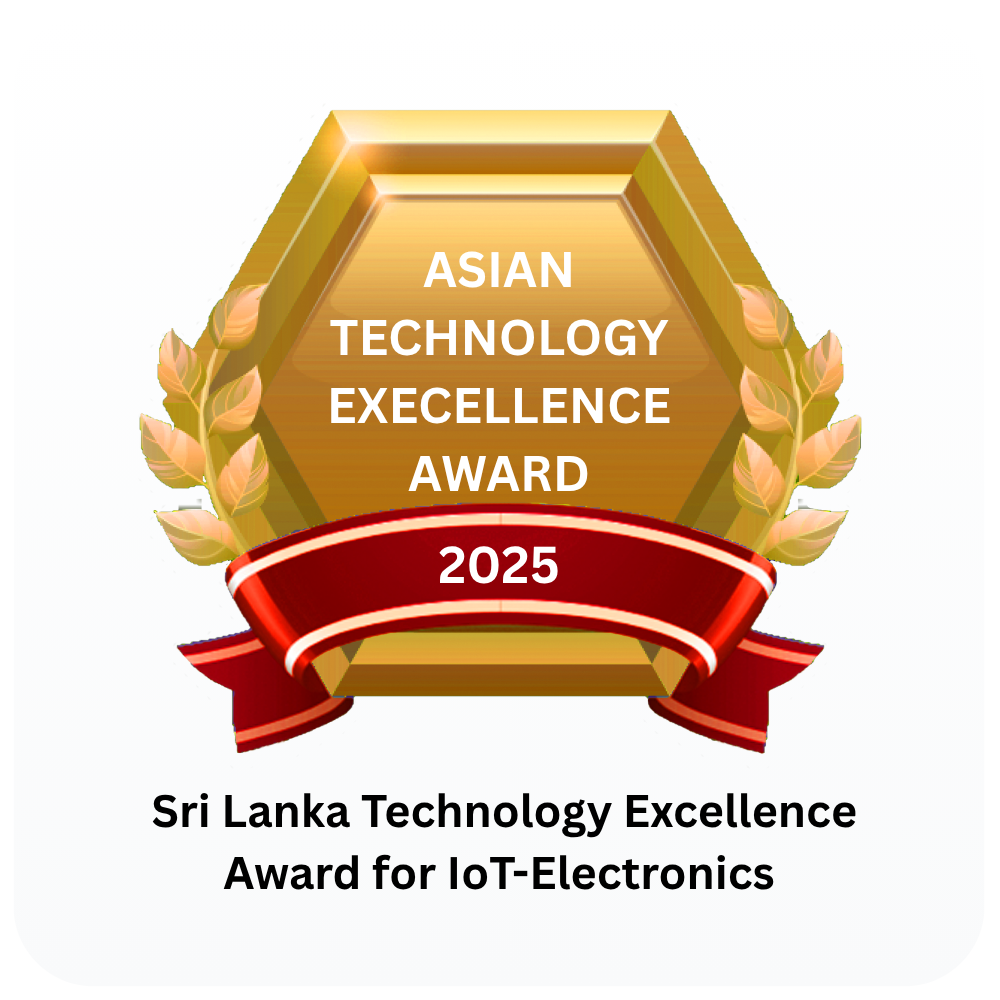 ASIAN
TECHNOLOGY
EXECELLENCE
AWARD
2025
Sri Lanka Technology Excellence
Award for IoT-Electronics